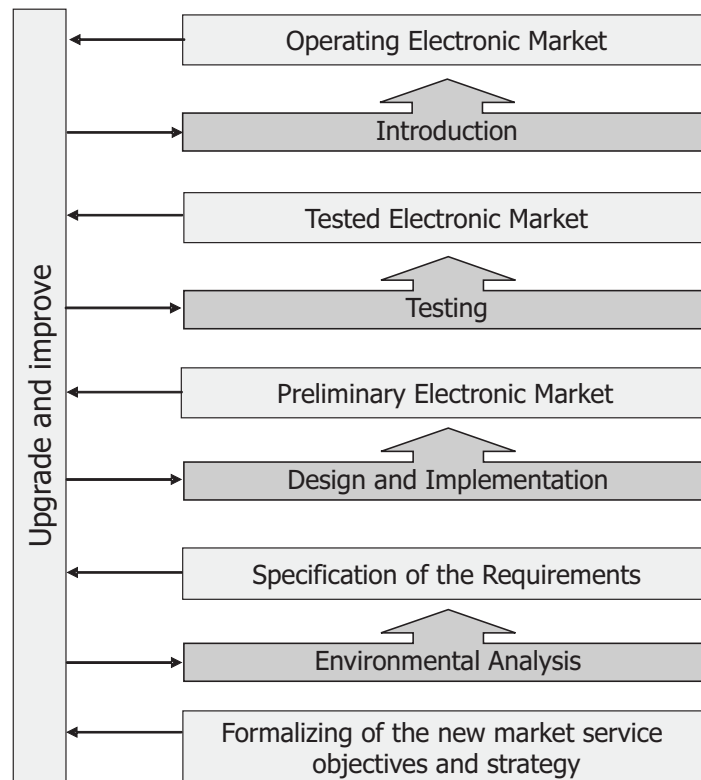 Operating Electronic Market
Introduction
Tested Electronic Market
Testing
Preliminary Electronic Market
Design and Implementation
Specification of the Requirements
Environmental Analysis
Formalizing of the new market service
objectives and strategy
Upgrade and improve